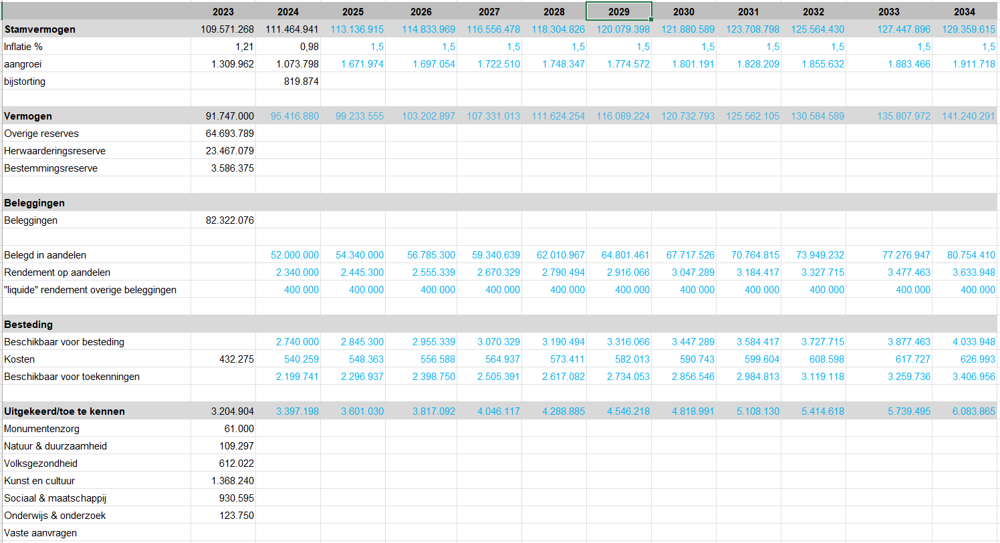 2023 2024 2025 2026 2027 2028 2029 2030 2031 2032 2033 2034
Stamvermogen 109.571.268 111.464.941 113.136.915 114.833.969 116.556.478 118.304.826 120.079.398 121.880.589 123.708.798 125.564.430 127.447.896 129.359.615
Inflatie % 1,21 0,98 1,5 1,5 1,5 1,5 1,5 1,5 1,5 1,5 1,5 1,5
aangroei 1.309.962 1.073.798 1.671.974 1.697.054 1.722.510 1.748.347 1.774.572 1.801.191 1.828.209 1.855.632 1.883.466 1.911.718
bijstorting 819.874
Vermogen 91.747.000 95.416.880 99.233.555 103.202.897 107.331.013 111.624.254 116.089.224 120.732.793 125.562.105 130.584.589 135.807.972 141.240.291
Overige reserves 64.693.789
Herwaarderingsreserve 23.467.079
Bestemmingsreserve 3.586.375
Beleggingen
Beleggingen 82.322.076
Belegd in aandelen 52.000.000 54.340.000 56.785.300 59.340.639 62.010.967 64.801.461 67.717.526 70.764.815 73.949.232 77.276.947 80.754.410
Rendement op aandelen 2.340.000 2.445.300 2.555.339 2.670.329 2.790.494 2.916.066 3.047.289 3.184.417 3.327.715 3.477.463 3.633.948
"liquide" rendement overige beleggingen 400.000 400.000 400.000 400.000 400.000 400.000 400.000 400.000 400.000 400.000 400.000
Besteding
Beschikbaar voor besteding 2.740.000 2.845.300 2.955.339 3.070.329 3.190.494 3.316.066 3.447.289 3.584.417 3.727.715 3.877.463 4.033.948
Kosten 432.275 540.259 548.363 556.588 564.937 573.411 582.013 590.743 599.604 608.598 617.727 626.993
Beschikbaar voor toekenningen 2.199.741 2.296.937 2.398.750 2.505.391 2.617.082 2.734.053 2.856.546 2.984.813 3.119.118 3.259.736 3.406.956
Uitgekeerd/toe te kennen 3.204.904 3.397.198 3.601.030 3.817.092 4.046.117 4.288.885 4.546.218 4.818.991 5.108.130 5.414.618 5.739.495 6.083.865
Monumentenzorg 61.000
Natuur & duurzaamheid 109.297
Volksgezondheid 612.022
Kunst en cultuur 1.368.240
Sociaal & maatschappij 930.595
Onderwijs & onderzoek 123.750
Vaste aanvragen